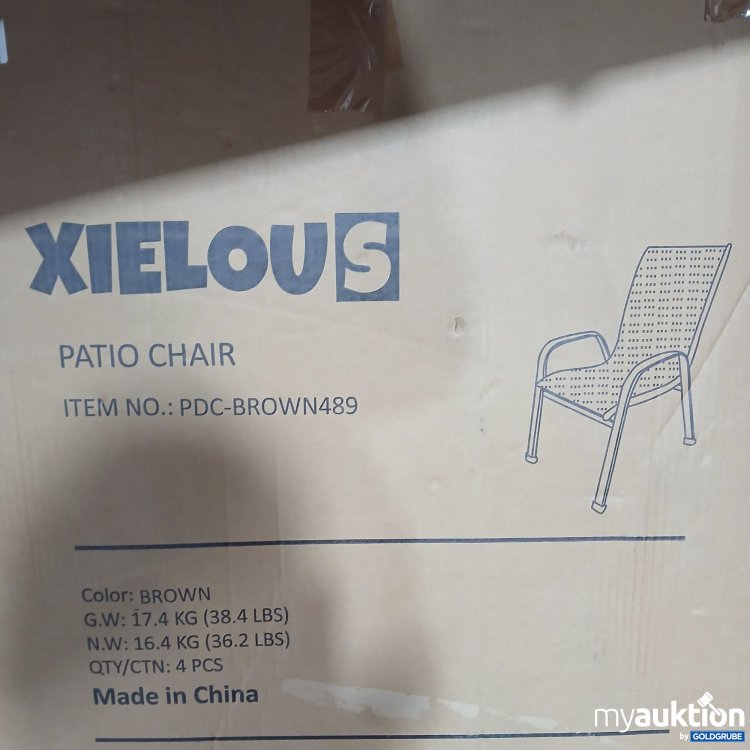 XIELOUS
PATIO CHAIR
ITEM NO.: PDC-BROWN489
Color: BROWN
G.W: 17.4 KG (38.4 LBS)
N.W: 16.4 KG (36.2 LBS)
QTY/CTN: 4 PCS
Made in China
myauktion
by GOLDGRUBE